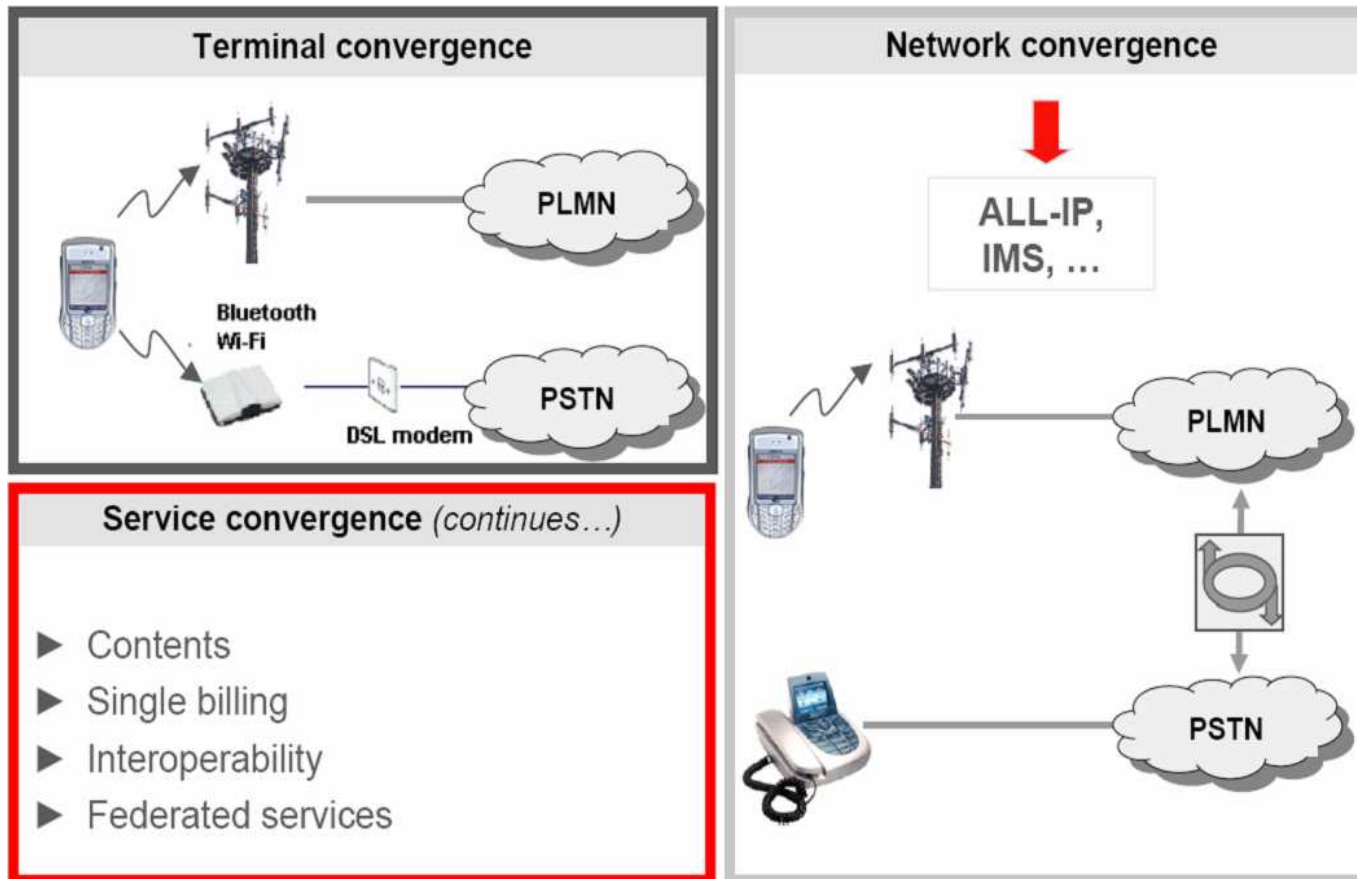 Terminal convergence
PLMN
Bluetooth
Wi-Fi
PSTN
DSL modem
Service convergence (continues...)
► Contents
► Single billing
► Interoperability
► Federated services
Network convergence
ALL-IP,
IMS, ...
PLMN
PSTN